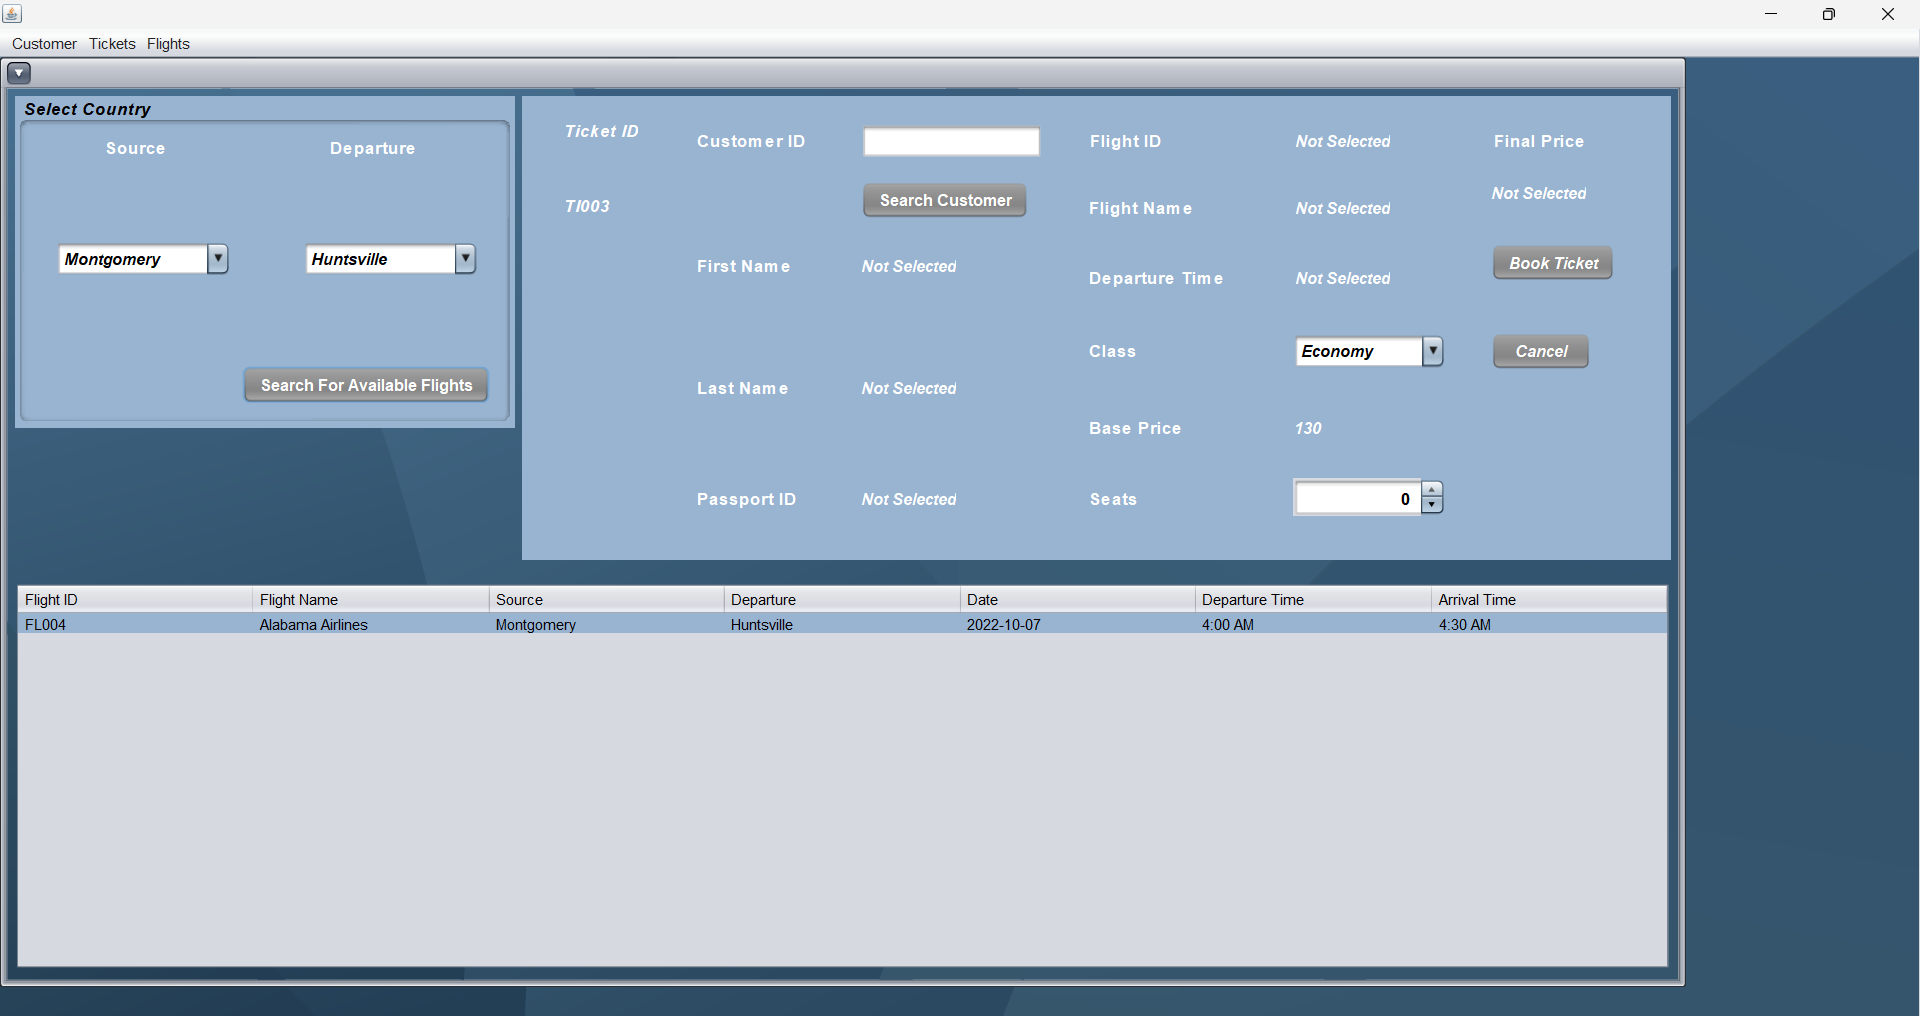 Customer Tickets Flights
Select Country
Source Departure
Montgomery Huntsville
Search For Available Flights
Ticket ID
TI003
Customer ID
Search Customer
First Name Not Selected
Last Name Not Selected
Passport ID Not Selected
Flight ID Not Selected
Flight Name Not Selected
Departure Time Not Selected
Class Economy
Base Price 130
Seats 0
Final Price
Not Selected
Book Ticket
Cancel
Flight ID Flight Name Source Departure Date Departure Time Arrival Time
FL004 Alabama Airlines Montgomery Huntsville 2022-10-07 4:00 AM 4:30 AM